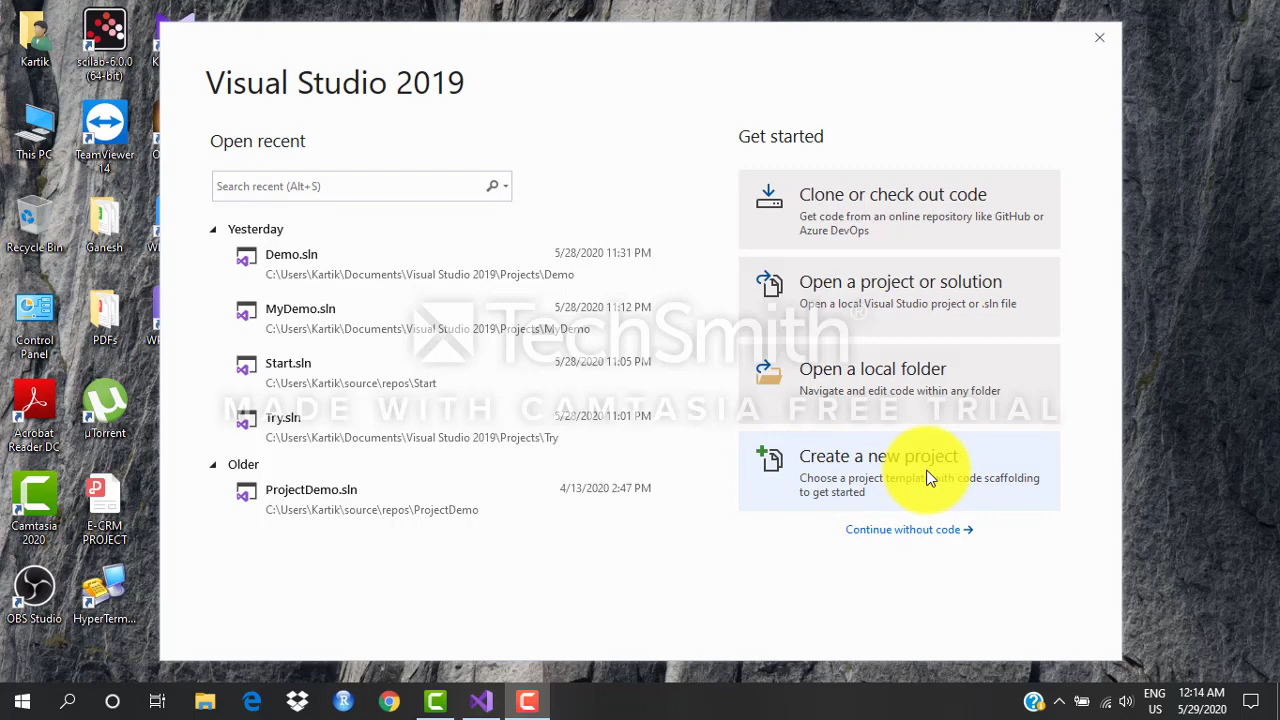 Kartik
scilab-6.0.0
(64-bit)
This PC
TeamViewer
14
Recycle Bin
Ganesh
Control
Panel
PDFs
Acrobat
Reader DC
µTorrent
Camtasia
2020
E-CRM
PROJECT
OBS Studio
HyperTerm...
Visual Studio 2019
Open recent
Search recent (Alt+S)
Yesterday
Demo.sln
5/28/2020 11:31 PM
C:\Users\Kartik\Documents\Visual Studio 2019\Projects\Demo
MyDemo.sln
5/28/2020 11:12 PM
C:\Users\Kartik\Documents\Visual Studio 2019\Projects\MyDemo
Start.sln
5/28/2020 11:05 PM
C:\Users\Kartik\source\repos\Start
Try.sln
5/28/2020 11:01 PM
C:\Users\Kartik\Documents\Visual Studio 2019\Projects\Try
Older
ProjectDemo.sln
4/13/2020 2:47 PM
C:\Users\Kartik\source\repos\ProjectDemo
Get started
Clone or check out code
Get code from an online repository like GitHub or
Azure DevOps
Open a project or solution
Open a local Visual Studio project or .sln file
Open a local folder
Navigate and edit code within any folder
Create a new project
Choose a project template with code scaffolding
to get started
Continue without code →
TechSmith®
MADE WITH CAMTASIA FREE TRIAL
ENG
US
12:14 AM
5/29/2020